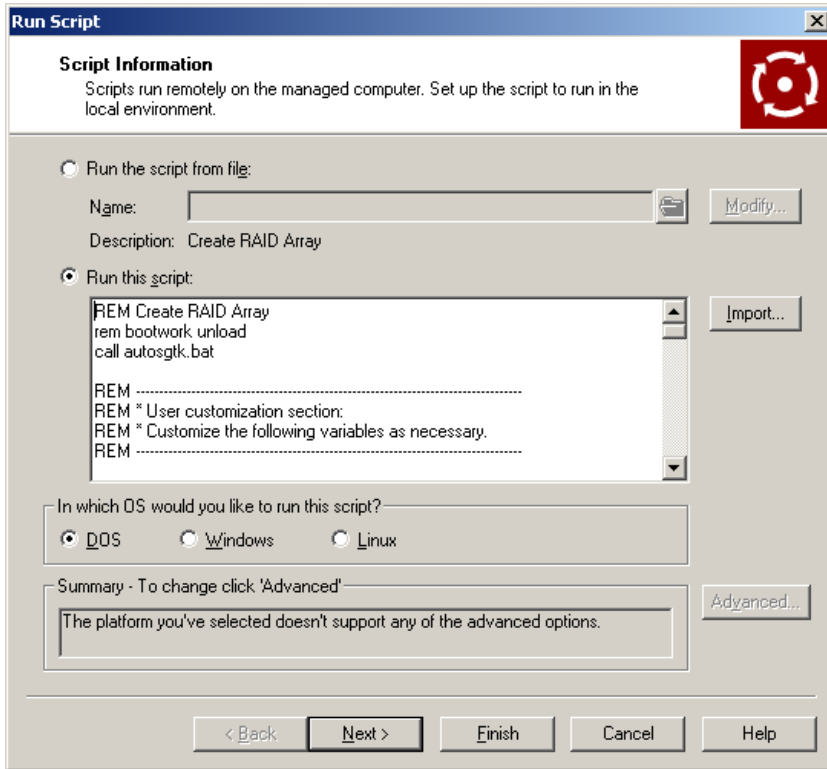 Run Script
Script Information
Scripts run remotely on the managed computer. Set up the script to run in the
local environment.
Run the script from file:
Name:
Modify...
Description: Create RAID Array
Run this script:
REM Create RAID Array
rem bootwork unload
call autosgtk.bat
REM -----------------------------------------------------------------------------------
REM * User customization section:
REM * Customize the following variables as necessary.
REM -----------------------------------------------------------------------------------
Import...
In which OS would you like to run this script?
DOS Windows Linux
Summary - To change click 'Advanced'
The platform you've selected doesn't support any of the advanced options.
Advanced...
< Back Next > Finish Cancel Help